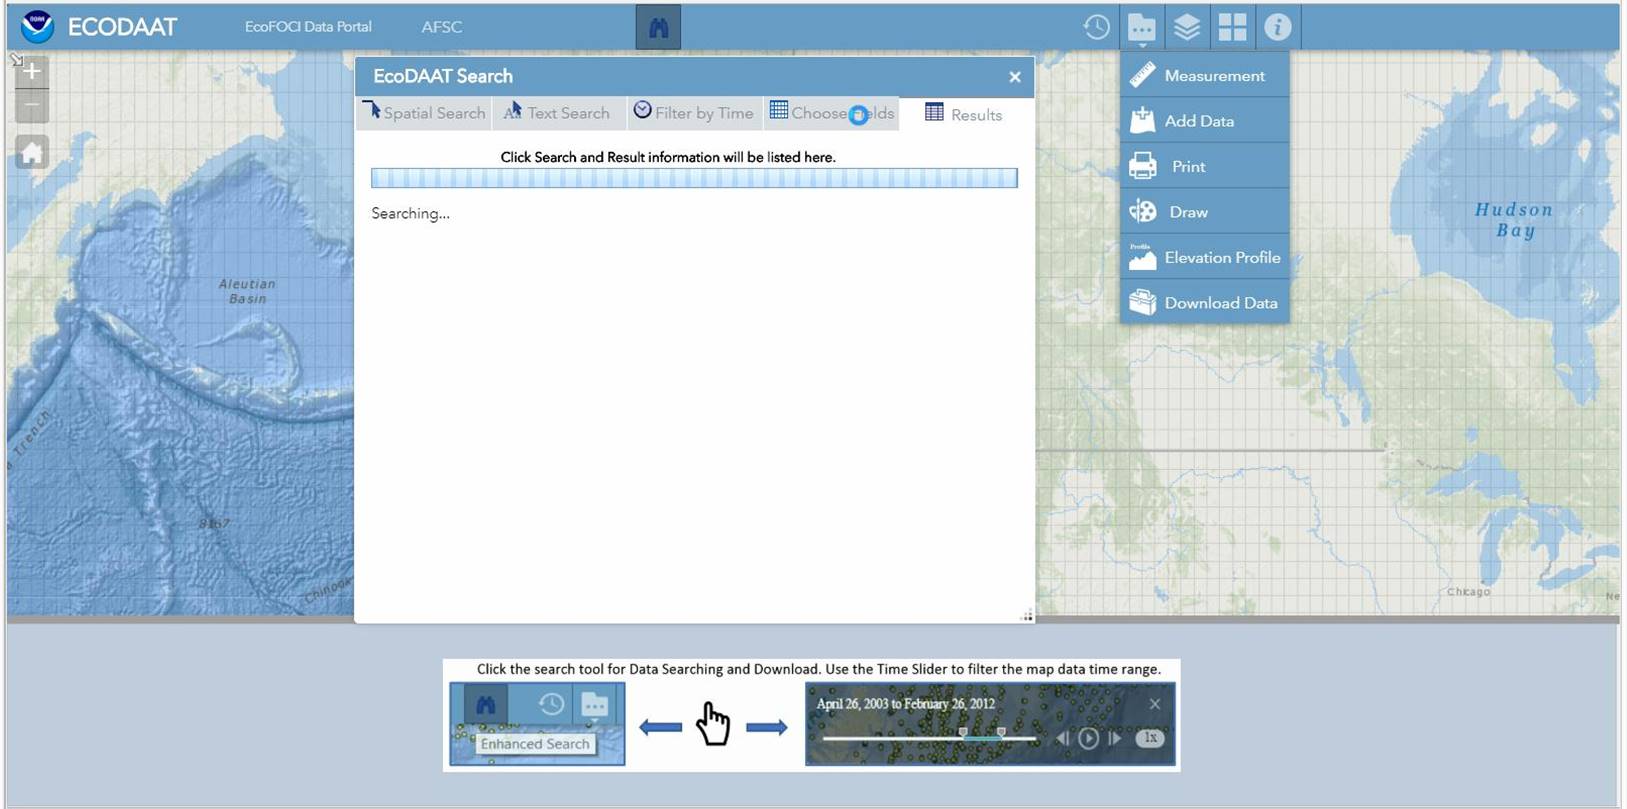 NOAA
ECODAAT
EcoFOCI Data Portal
AFSC
EcoDAAT Search
Spatial Search
Text Search
Filter by Time
Choose
Results
Click Search and Result information will be listed here.
Searching...
Measurement
Add Data
Print
Draw
Profile
Elevation Profile
Download Data
Aleutian
Basin
Trench
8167
Chinook
Hudson
Bay
Chicago
Ne
Click the search tool for Data Searching and Download. Use the Time Slider to filter the map data time range.
Enhanced Search
April 26, 2003 to February 26, 2012
1x